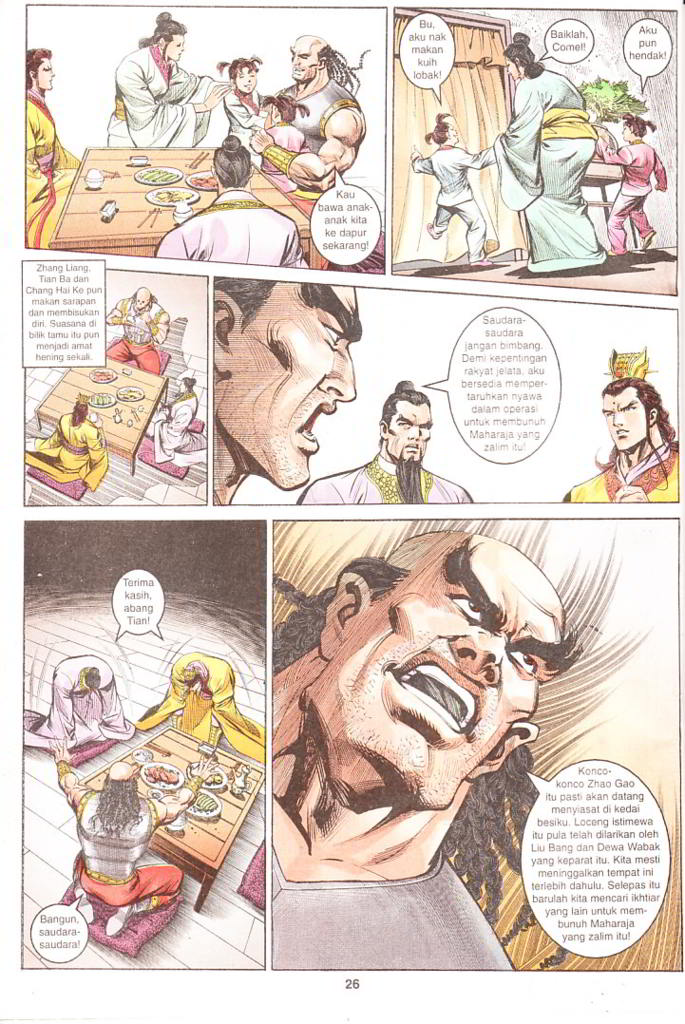 Kau
bawa anak-
anak kita
ke dapur
sekarang!
Bu,
aku nak
makan
kuih
lobak!
Baiklah,
Comel!
Aku
pun
hendak!
Zhang Liang,
Tian Ba dan
Chang Hai Ke pun
makan sarapan
dan membisukan
diri. Suasana di
bilik tamu itu pun
menjadi amat
hening sekali.
Saudara-
saudara
jangan bimbang.
Demi kepentingan
rakyat jelata, aku
bersedia memper-
taruhkan nyawa
dalam operasi
untuk membunuh
Maharaja yang
zalim itu!
Terima
kasih,
abang
Tian!
Bangun,
saudara-
saudara!
Konco-
konco Zhao Gao
itu pasti akan datang
menyiasat di kedai
besiku. Loceng istimewa
itu pula telah dilarikan oleh
Liu Bang dan Dewa Wabak
yang keparat itu. Kita mesti
meninggalkan tempat ini
terlebih dahulu. Selepas itu
barulah kita mencari ikhtiar
yang lain untuk mem-
bunuh Maharaja
yang zalim itu!
26